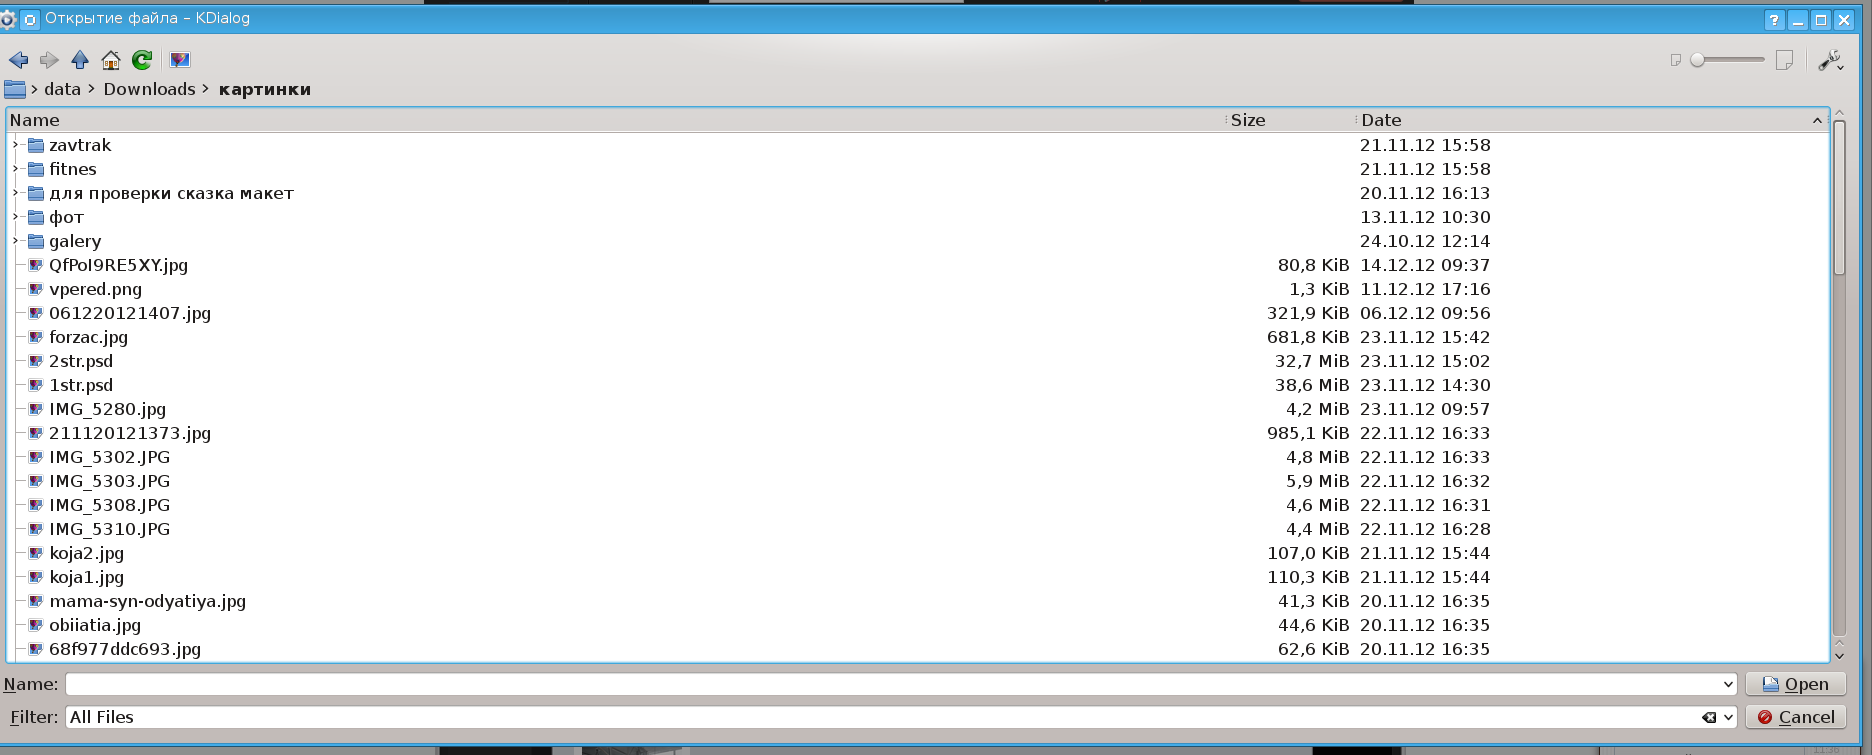 Открытие файла – KDialog
> data > Downloads > картинки
Name Size Date
zavtrak 21.11.12 15:58
fitnes 21.11.12 15:58
для проверки сказка макет 20.11.12 16:13
фот 13.11.12 10:30
galery 24.10.12 12:14
QfPoI9RE5XY.jpg 80,8 KiB 14.12.12 09:37
vpered.png 1,3 KiB 11.12.12 17:16
061220121407.jpg 321,9 KiB 06.12.12 09:56
forzac.jpg 681,8 KiB 23.11.12 15:42
2str.psd 32,7 MiB 23.11.12 15:02
1str.psd 38,6 MiB 23.11.12 14:30
IMG_5280.jpg 4,2 MiB 23.11.12 09:57
211120121373.jpg 985,1 KiB 22.11.12 16:33
IMG_5302.JPG 4,8 MiB 22.11.12 16:33
IMG_5303.JPG 5,9 MiB 22.11.12 16:32
IMG_5308.JPG 4,6 MiB 22.11.12 16:31
IMG_5310.JPG 4,4 MiB 22.11.12 16:28
koja2.jpg 107,0 KiB 21.11.12 15:44
koja1.jpg 110,3 KiB 21.11.12 15:44
mama-syn-odyatiya.jpg 41,3 KiB 20.11.12 16:35
obiiatia.jpg 44,6 KiB 20.11.12 16:35
68f977ddc693.jpg 62,6 KiB 20.11.12 16:35
Name: Open
Filter: All Files Cancel